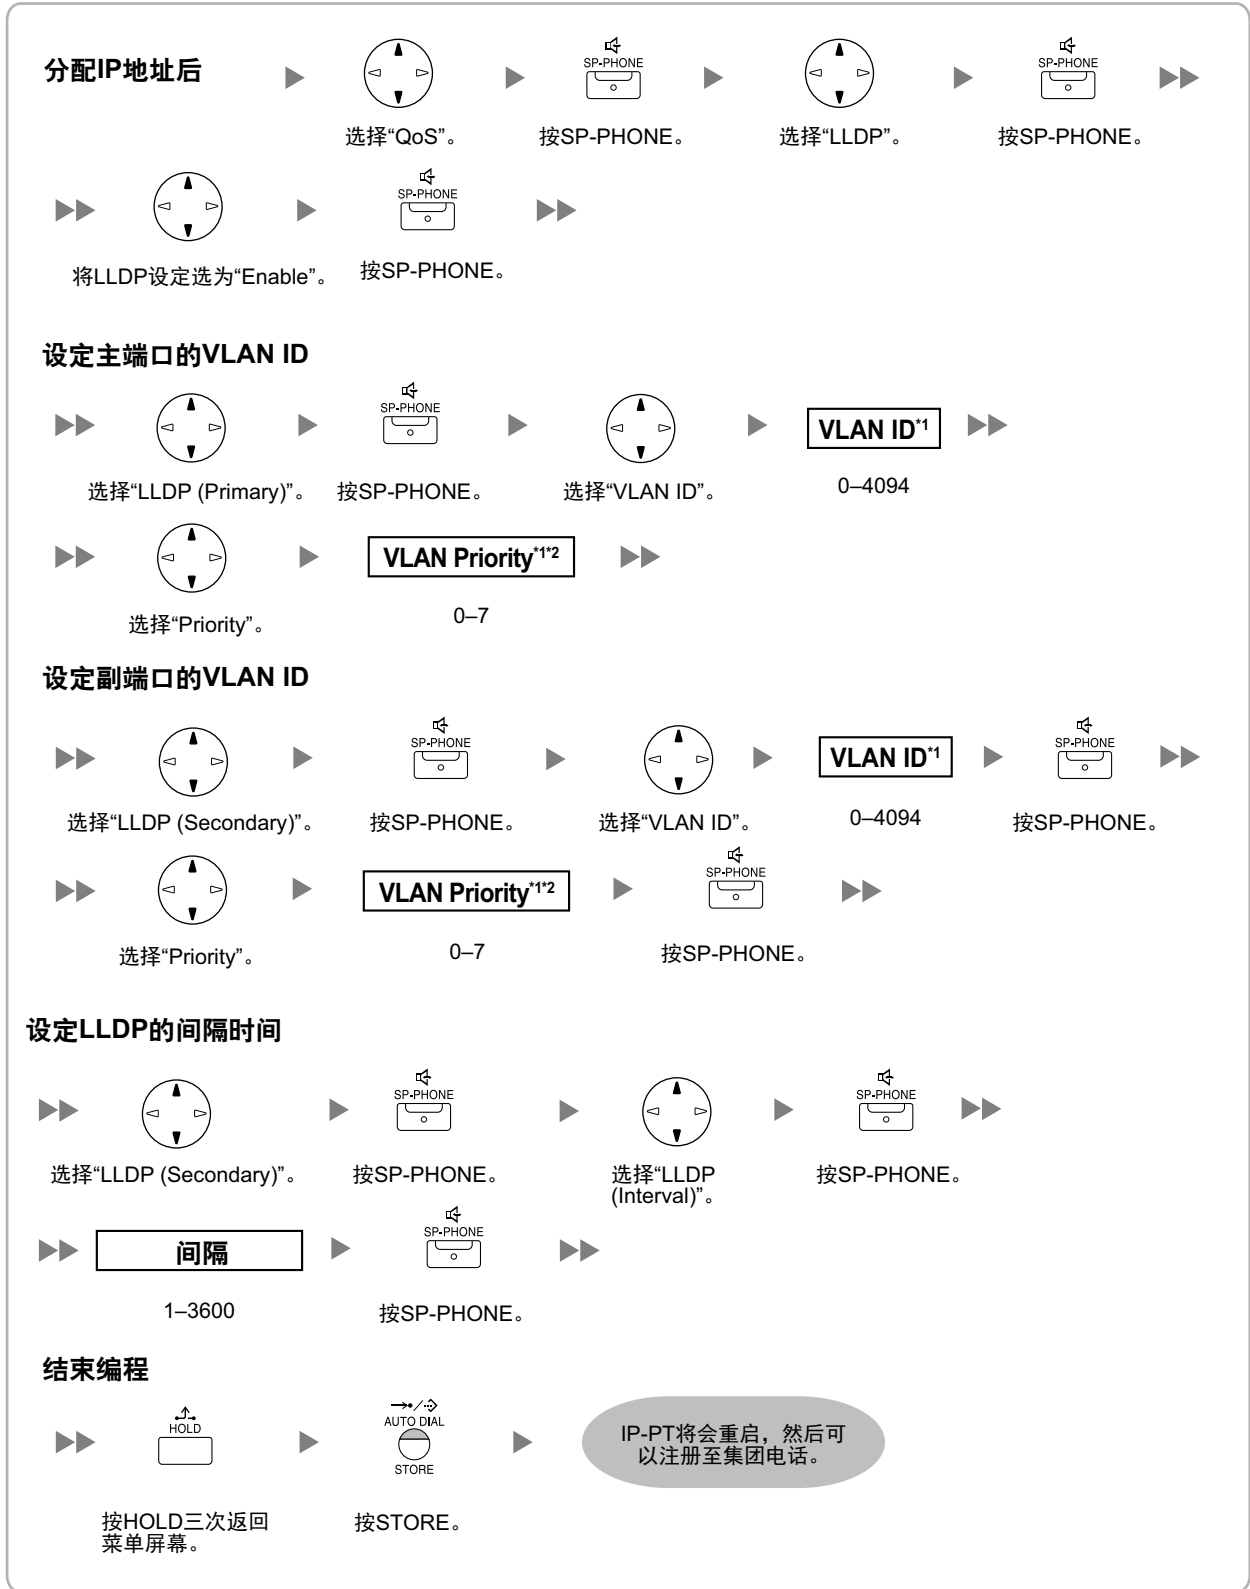 分配IP地址后
SP-PHONE
SP-PHONE
选择“QoS”。
按SP-PHONE。
选择“LLDP”。
按SP-PHONE。
SP-PHONE
将LLDP设定选为“Enable”。
按SP-PHONE。
设定主端口的VLAN ID
SP-PHONE
VLAN ID*1
选择“LLDP (Primary)”。
按SP-PHONE。
选择“VLAN ID”。
0–4094
VLAN Priority*1*2
选择“Priority”。
0–7
设定副端口的VLAN ID
SP-PHONE
VLAN ID*1
SP-PHONE
选择“LLDP (Secondary)”。
按SP-PHONE。
选择“VLAN ID”。
0–4094
按SP-PHONE。
VLAN Priority*1*2
SP-PHONE
选择“Priority”。
0–7
按SP-PHONE。
设定LLDP的间隔时间
SP-PHONE
SP-PHONE
选择“LLDP (Secondary)”。
按SP-PHONE。
选择“LLDP
(Interval)”。
按SP-PHONE。
间隔
SP-PHONE
1–3600
按SP-PHONE。
结束编程
HOLD
AUTO DIAL
STORE
IP-PT将会重启，然后可
以注册至集团电话。
按HOLD三次返回
菜单屏幕。
按STORE。